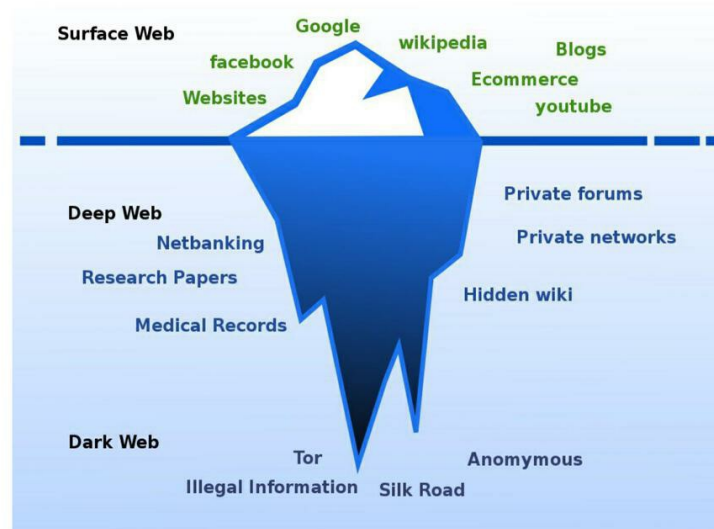 Surface Web
Google
wikipedia
Blogs
facebook
Ecommerce
Websites
youtube
Deep Web
Private forums
Netbanking
Private networks
Research Papers
Hidden wiki
Medical Records
Dark Web
Tor
Anomymous
Illegal Information
Silk Road